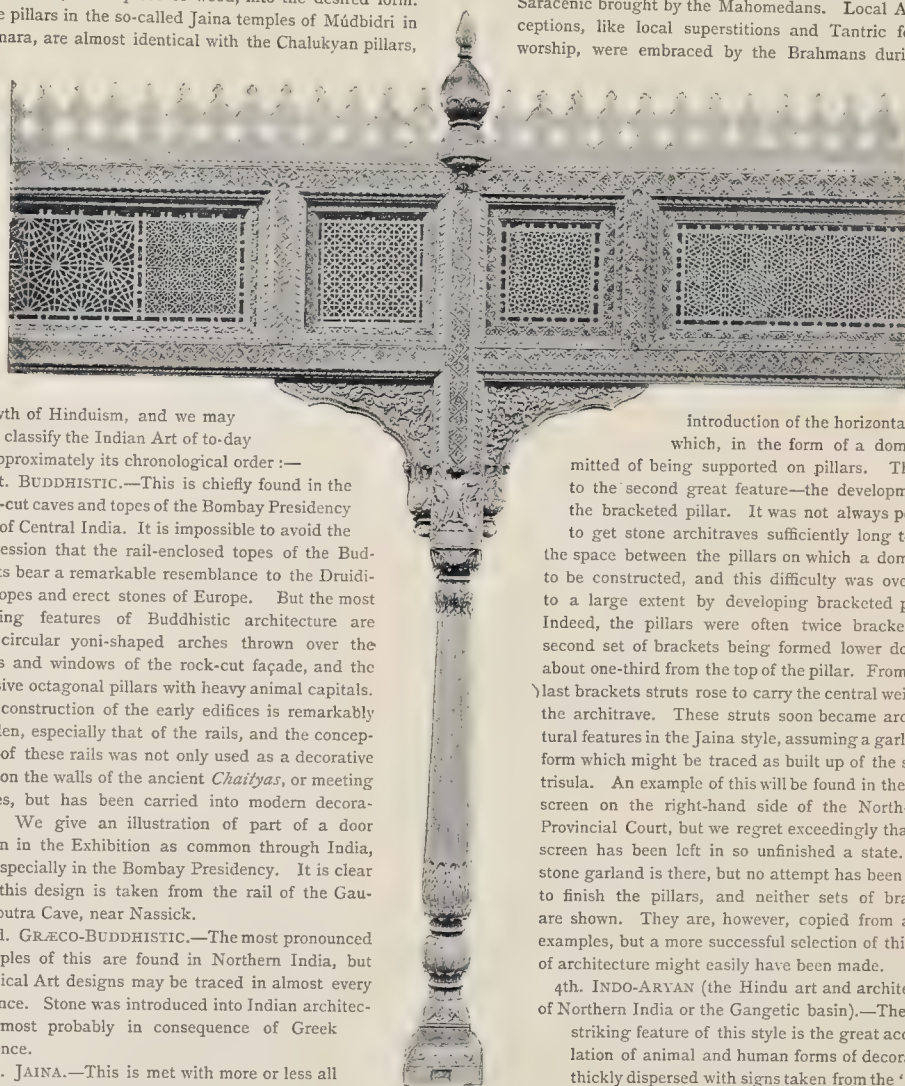 of wood, into the desired form.
e pillars in the so-called Jaina temples of Múdbidri in
nara, are almost identical with the Chalukyan pillars,
vth of Hinduism, and we may
classify the Indian Art of to-day
pproximately its chronological order :—
t. BUDDHISTIC.—This is chiefly found in the
-cut caves and topes of the Bombay Presidency
of Central India. It is impossible to avoid the
ession that the rail-enclosed topes of the Bud-
ts bear a remarkable resemblance to the Druidi-
opes and erect stones of Europe. But the most
ing features of Buddhistic architecture are
circular yoni-shaped arches thrown over the
s and windows of the rock-cut façade, and the
sive octagonal pillars with heavy animal capitals.
construction of the early edifices is remarkably
len, especially that of the rails, and the concep-
of these rails was not only used as a decorative
on the walls of the ancient Chaityas, or meeting
es, but has been carried into modern decora-
We give an illustration of part of a door
n in the Exhibition as common through India,
specially in the Bombay Presidency. It is clear
this design is taken from the rail of the Gau-
outra Cave, near Nassick.
d. GRÆCO-BUDDHISTIC.—The most pronounced
ples of this are found in Northern India, but
ical Art designs may be traced in almost every
nce. Stone was introduced into Indian architec-
most probably in consequence of Greek
nce.
. JAINA.—This is met with more or less all
Saracenic brought by the Mahomedans. Local A
ceptions, like local superstitions and Tantric fo
worship, were embraced by the Brahmans duri
introduction of the horizonta
which, in the form of a dom
mitted of being supported on pillars. Th
to the second great feature—the developm
the bracketed pillar. It was not always po
to get stone architraves sufficiently long t
the space between the pillars on which a dom
to be constructed, and this difficulty was ove
to a large extent by developing bracketed p
Indeed, the pillars were often twice bracke
second set of brackets being formed lower do
about one-third from the top of the pillar. From
last brackets struts rose to carry the central wei
the architrave. These struts soon became arc
tural features in the Jaina style, assuming a garl
form which might be traced as built up of the s
trisula. An example of this will be found in the
screen on the right-hand side of the North-
Provincial Court, but we regret exceedingly tha
screen has been left in so unfinished a state.
stone garland is there, but no attempt has been
to finish the pillars, and neither sets of bra
are shown. They are, however, copied from a
examples, but a more successful selection of thi
of architecture might easily have been made.
4th. INDO-ARYAN (the Hindu art and archite
of Northern India or the Gangetic basin).—The
striking feature of this style is the great acc
lation of animal and human forms of decor
thickly dispersed with signs taken from the '